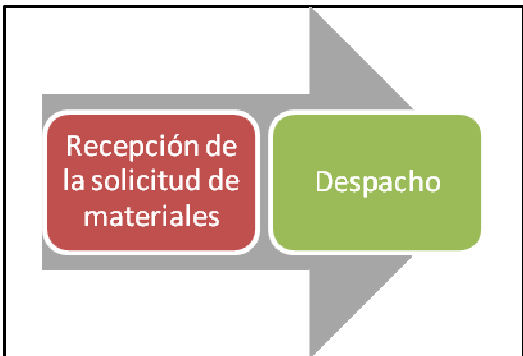 Recepción de
la solicitud de
materiales
Despacho